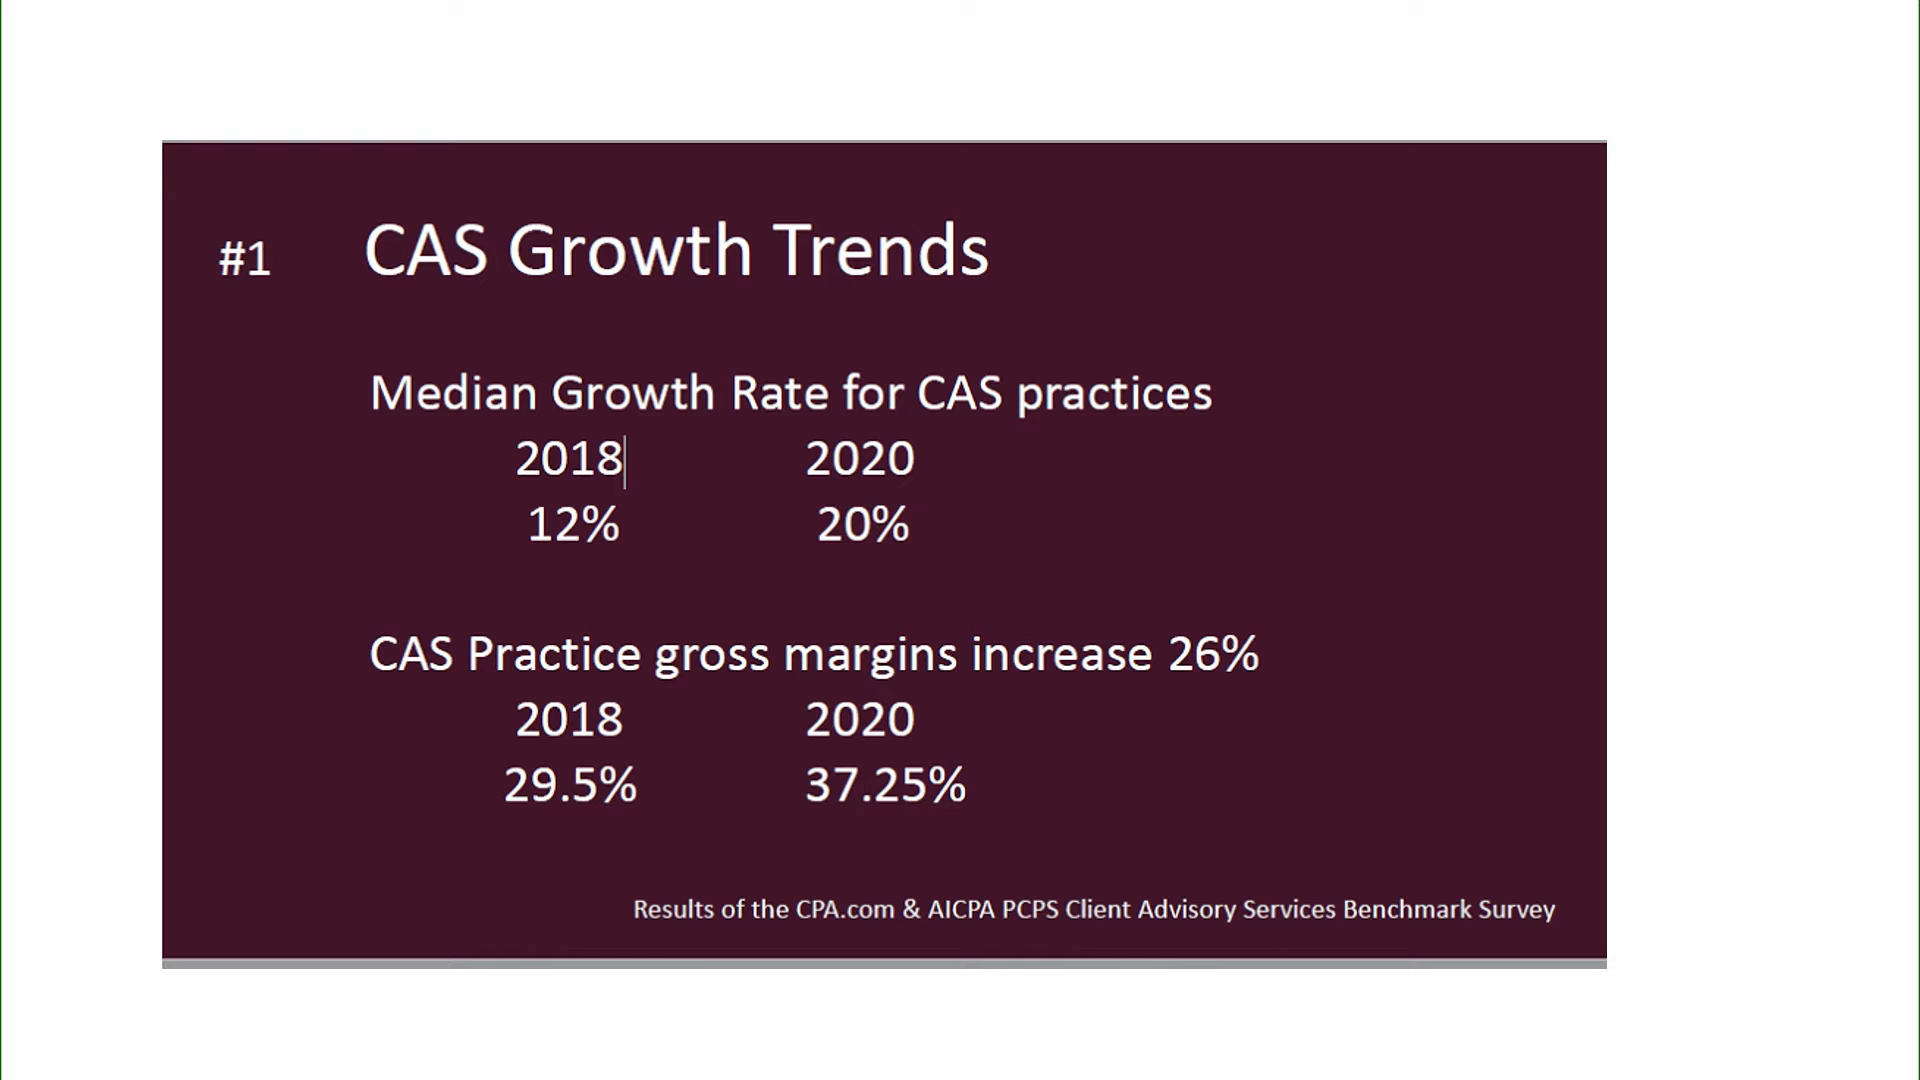 #1 CAS Growth Trends
Median Growth Rate for CAS practices
2018 2020
12% 20%
CAS Practice gross margins increase 26%
2018 2020
29.5% 37.25%
Results of the CPA.com & AICPA PCPS Client Advisory Services Benchmark Survey